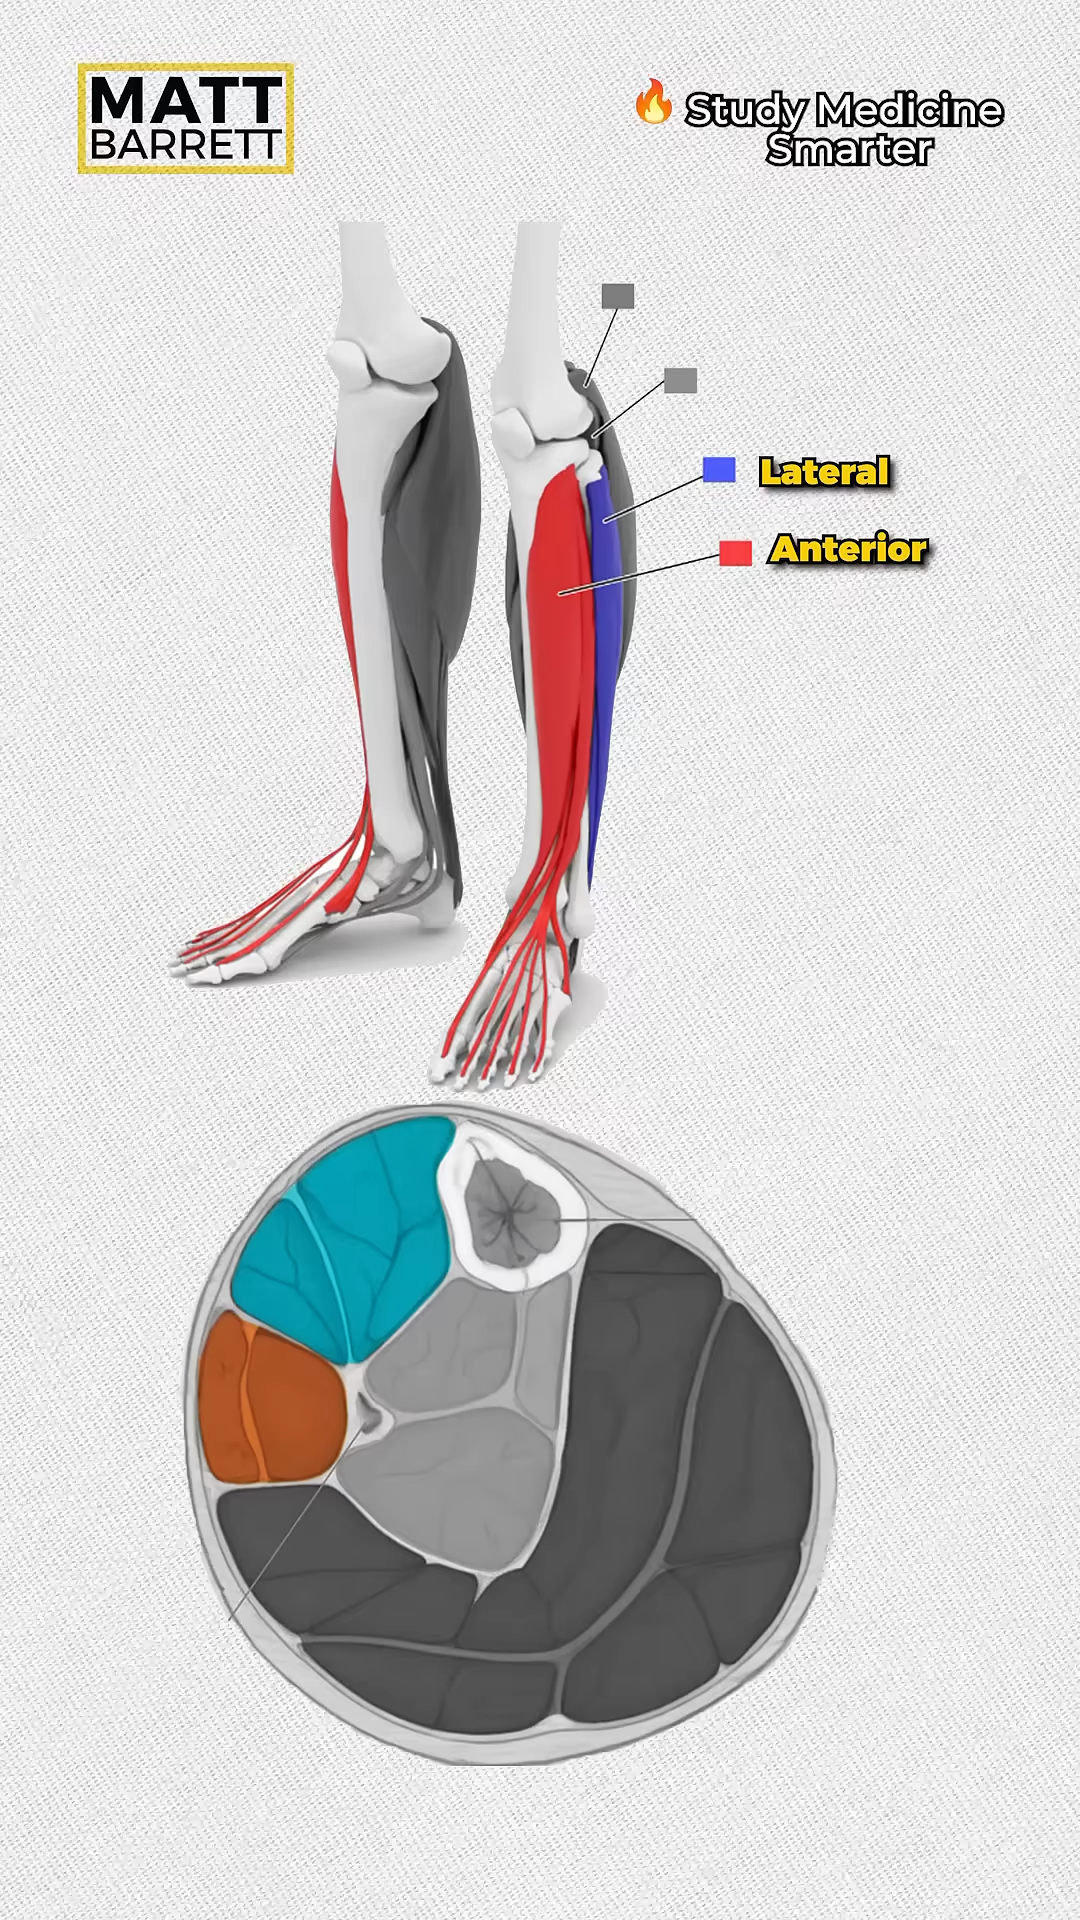 MATT
BARRETT
🔥 Study Medicine
Smarter
Lateral
Anterior